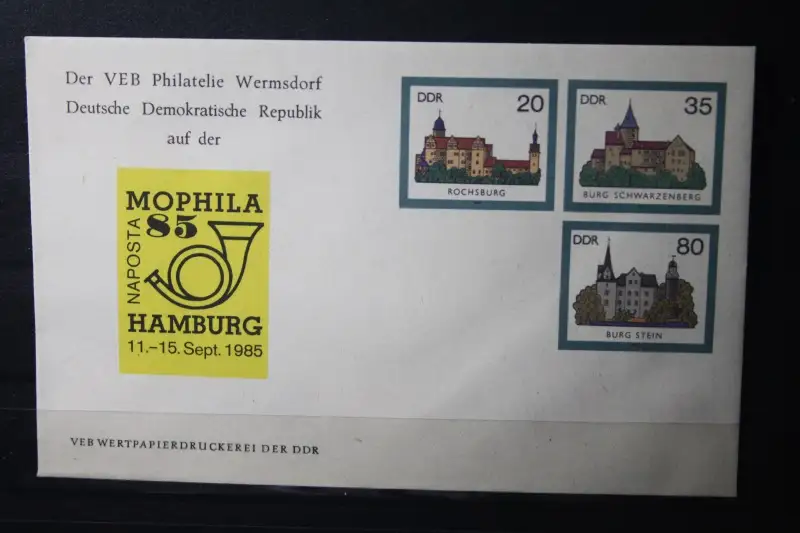 Der VEB Philatelie Wermsdorf
Deutsche Demokratische Republik
auf der
MOPHILA
85
NAPOSTA
HAMBURG
11.–15. Sept. 1985
VEB WERTPAPIERDRUCKEREI DER DDR
DDR 20
ROCHSBURG
DDR 35
BURG SCHWARZENBERG
DDR 80
BURG STEIN